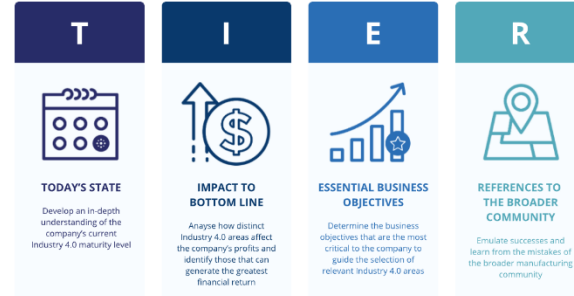 T
TODAY'S STATE
Develop an in-depth
understanding of the
company's current
Industry 4.0 maturity level
I
IMPACT TO
BOTTOM LINE
Anayse how distinct
Industry 4.0 areas affect
the company's profits and
identify those that can
generate the greatest
financial return
E
ESSENTIAL BUSINESS
OBJECTIVES
Determine the business
objectives that are the most
critical to the company to
guide the selection of
relevant Industry 4.0 areas
R
REFERENCES TO
THE BROADER
COMMUNITY
Emulate successes and
learn from the mistakes of
the broader manufacturing
community